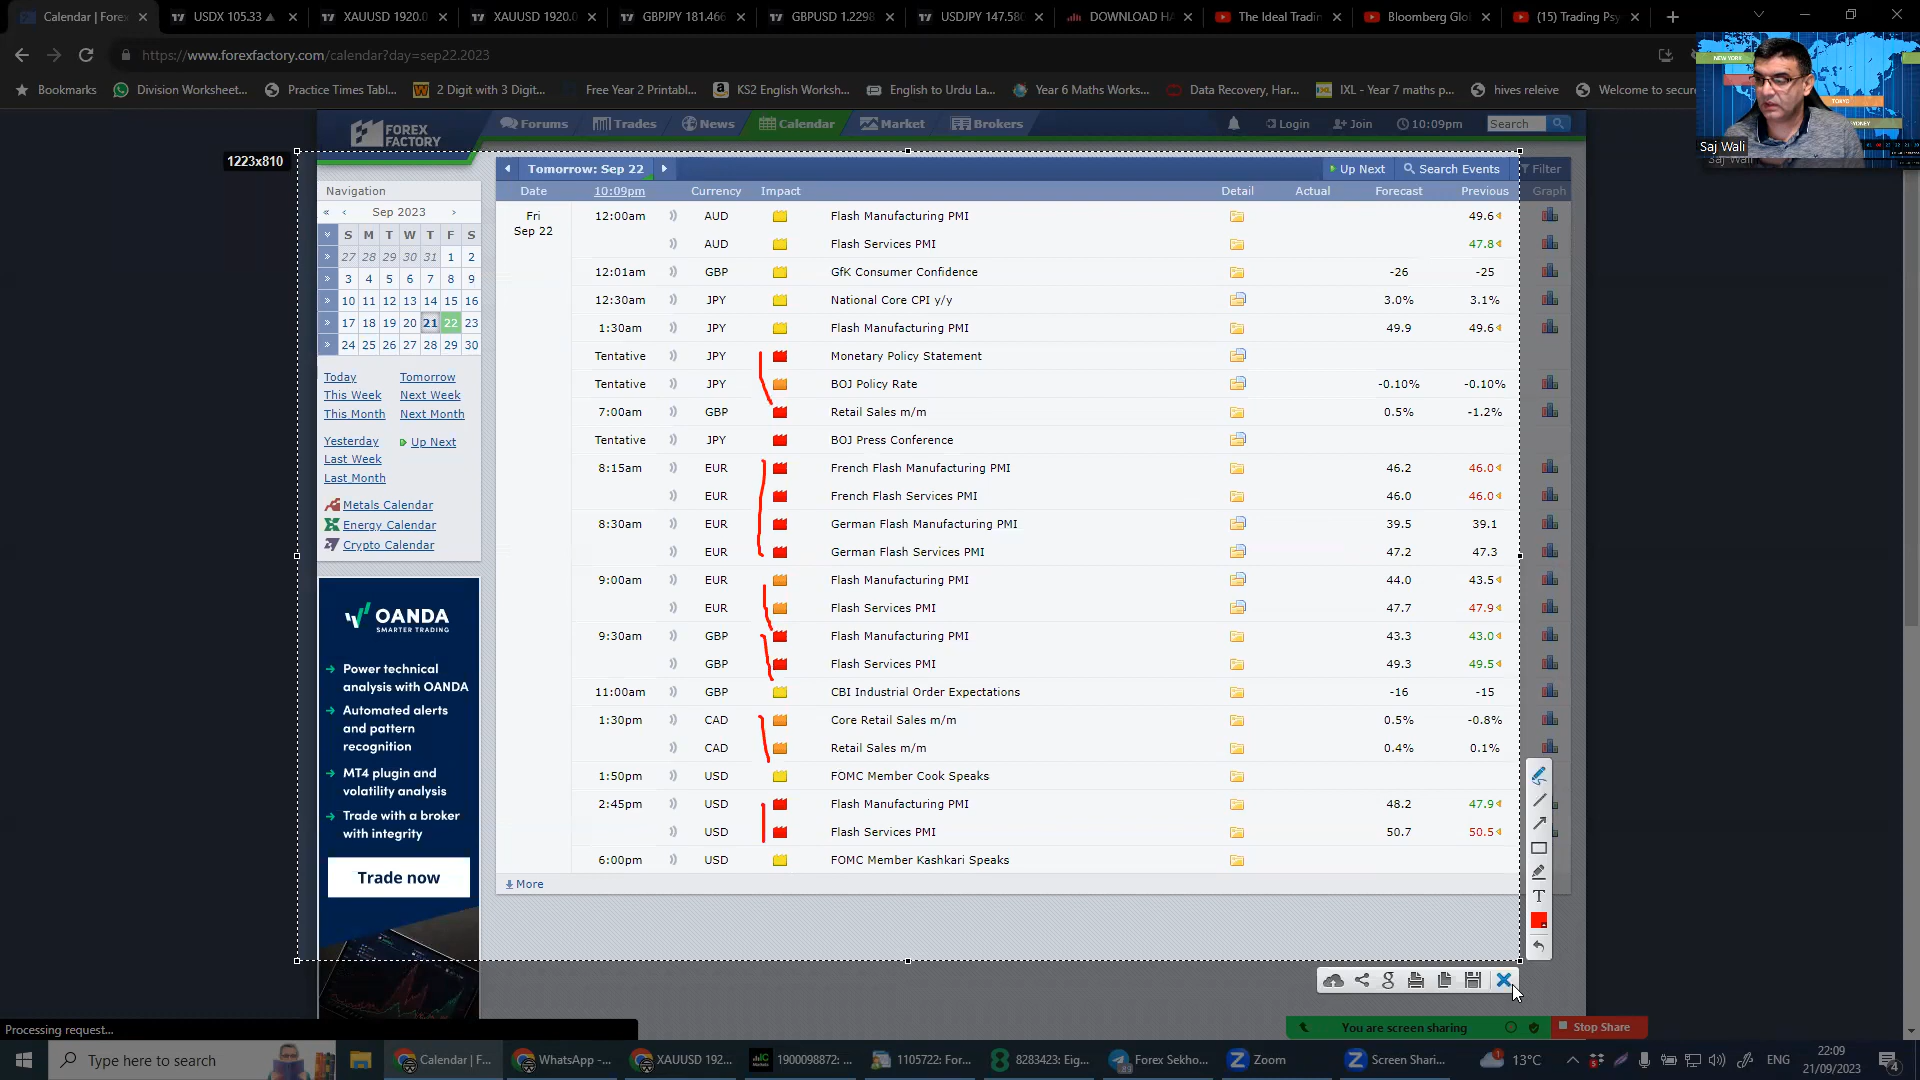 Calendar | Forex
USDX 105.33 ▲
XAUUSD 1920.0
XAUUSD 1920.0
GBPJPY 181.466
GBPUSD 1.2298
USDJPY 147.580
DOWNLOAD HA
The Ideal Tradin
Bloomberg Glo
(15) Trading Psy
https://www.forexfactory.com/calendar?day=sep22.2023
Bookmarks
Division Worksheet...
Practice Times Tabl...
2 Digit with 3 Digit...
Free Year 2 Printabl...
KS2 English Worksh...
English to Urdu La...
Year 6 Maths Works...
Data Recovery, Har...
IXL - Year 7 maths p...
hives releive
Welcome to secur
NEW YORK
TOKYO
SYDNEY
Saj Wali
Saj Wali
FOREX
FACTORY
Forums
Trades
News
Calendar
Market
Brokers
Login
Join
10:09pm
Search
1223x810
Navigation
« ‹ Sep 2023 ›
S M T W T F S
27 28 29 30 31 1 2
3 4 5 6 7 8 9
10 11 12 13 14 15 16
17 18 19 20 21 22 23
24 25 26 27 28 29 30
Today Tomorrow
This Week Next Week
This Month Next Month
Yesterday Up Next
Last Week
Last Month
Metals Calendar
Energy Calendar
Crypto Calendar
OANDA
SMARTER TRADING
Power technical
analysis with OANDA
Automated alerts
and pattern
recognition
MT4 plugin and
volatility analysis
Trade with a broker
with integrity
Trade now
Tomorrow: Sep 22 Up Next Search Events Filter
Date 10:09pm Currency Impact Detail Actual Forecast Previous Graph
Fri
Sep 22
12:00am AUD Flash Manufacturing PMI 49.6
AUD Flash Services PMI 47.8
12:01am GBP GfK Consumer Confidence -26 -25
12:30am JPY National Core CPI y/y 3.0% 3.1%
1:30am JPY Flash Manufacturing PMI 49.9 49.6
Tentative JPY Monetary Policy Statement
Tentative JPY BOJ Policy Rate -0.10% -0.10%
7:00am GBP Retail Sales m/m 0.5% -1.2%
Tentative JPY BOJ Press Conference
8:15am EUR French Flash Manufacturing PMI 46.2 46.0
EUR French Flash Services PMI 46.0 46.0
8:30am EUR German Flash Manufacturing PMI 39.5 39.1
EUR German Flash Services PMI 47.2 47.3
9:00am EUR Flash Manufacturing PMI 44.0 43.5
EUR Flash Services PMI 47.7 47.9
9:30am GBP Flash Manufacturing PMI 43.3 43.0
GBP Flash Services PMI 49.3 49.5
11:00am GBP CBI Industrial Order Expectations -16 -15
1:30pm CAD Core Retail Sales m/m 0.5% -0.8%
CAD Retail Sales m/m 0.4% 0.1%
1:50pm USD FOMC Member Cook Speaks
2:45pm USD Flash Manufacturing PMI 48.2 47.9
USD Flash Services PMI 50.7 50.5
6:00pm USD FOMC Member Kashkari Speaks
More
T
Processing request...
You are screen sharing
Stop Share
Type here to search
Calendar | F...
WhatsApp -...
XAUUSD 192...
1900098872: ...
1105722: For...
8283423: Eig...
Forex Sekho...
Zoom
Screen Shari...
13°C
ENG
22:09
21/09/2023
4